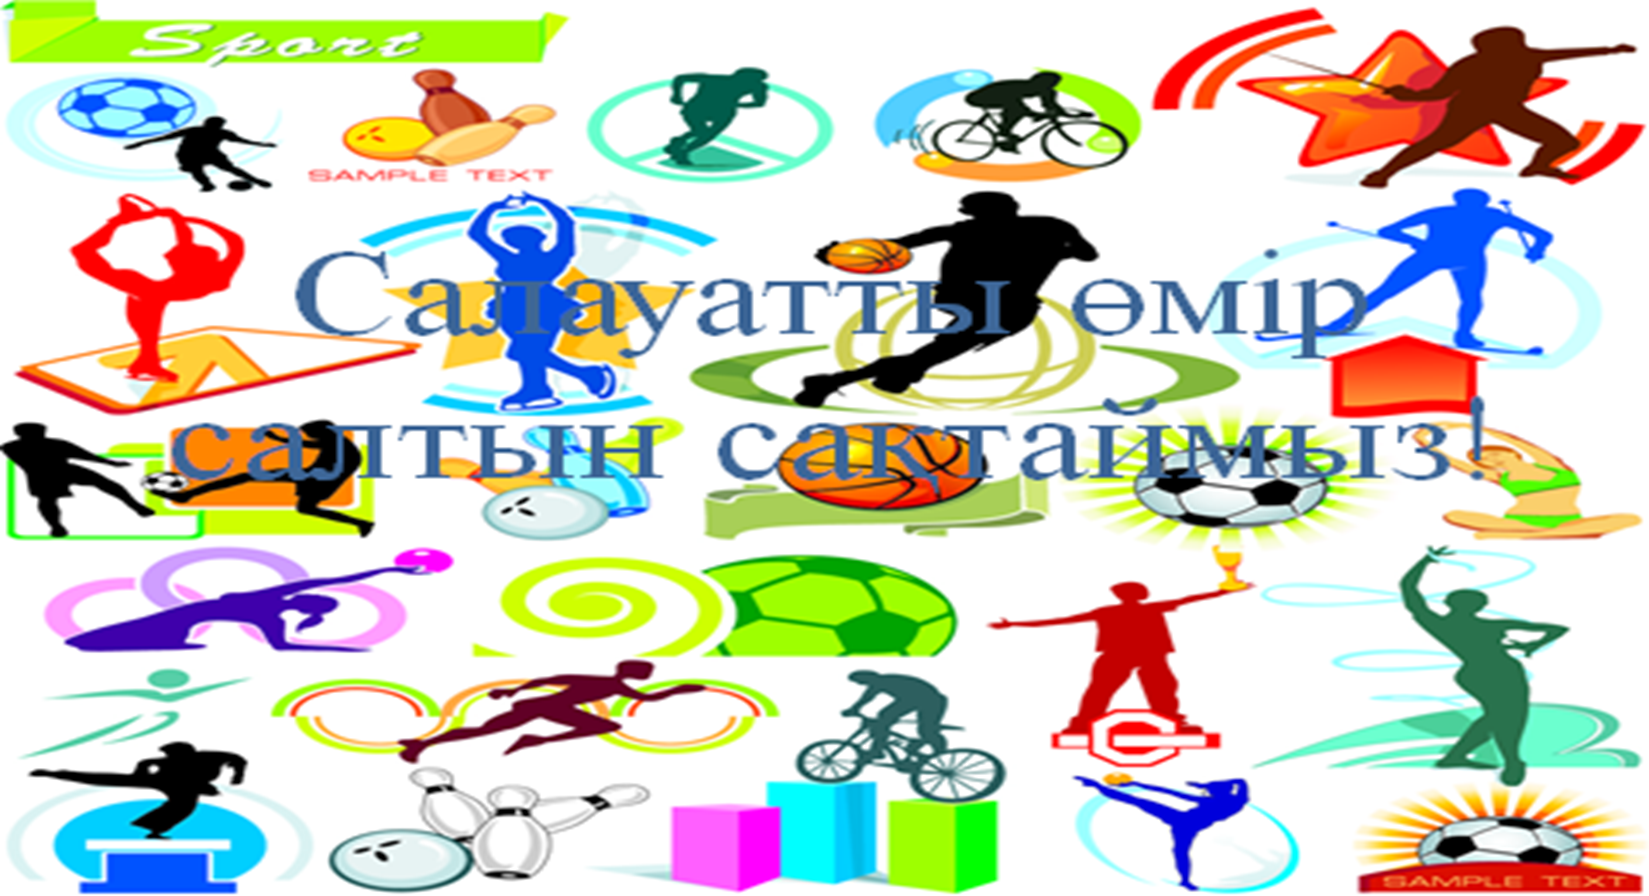 Sport
SAMPLE TEXT
Салауатты өмір
салтын сақтаймыз!
SAMPLE TEXT